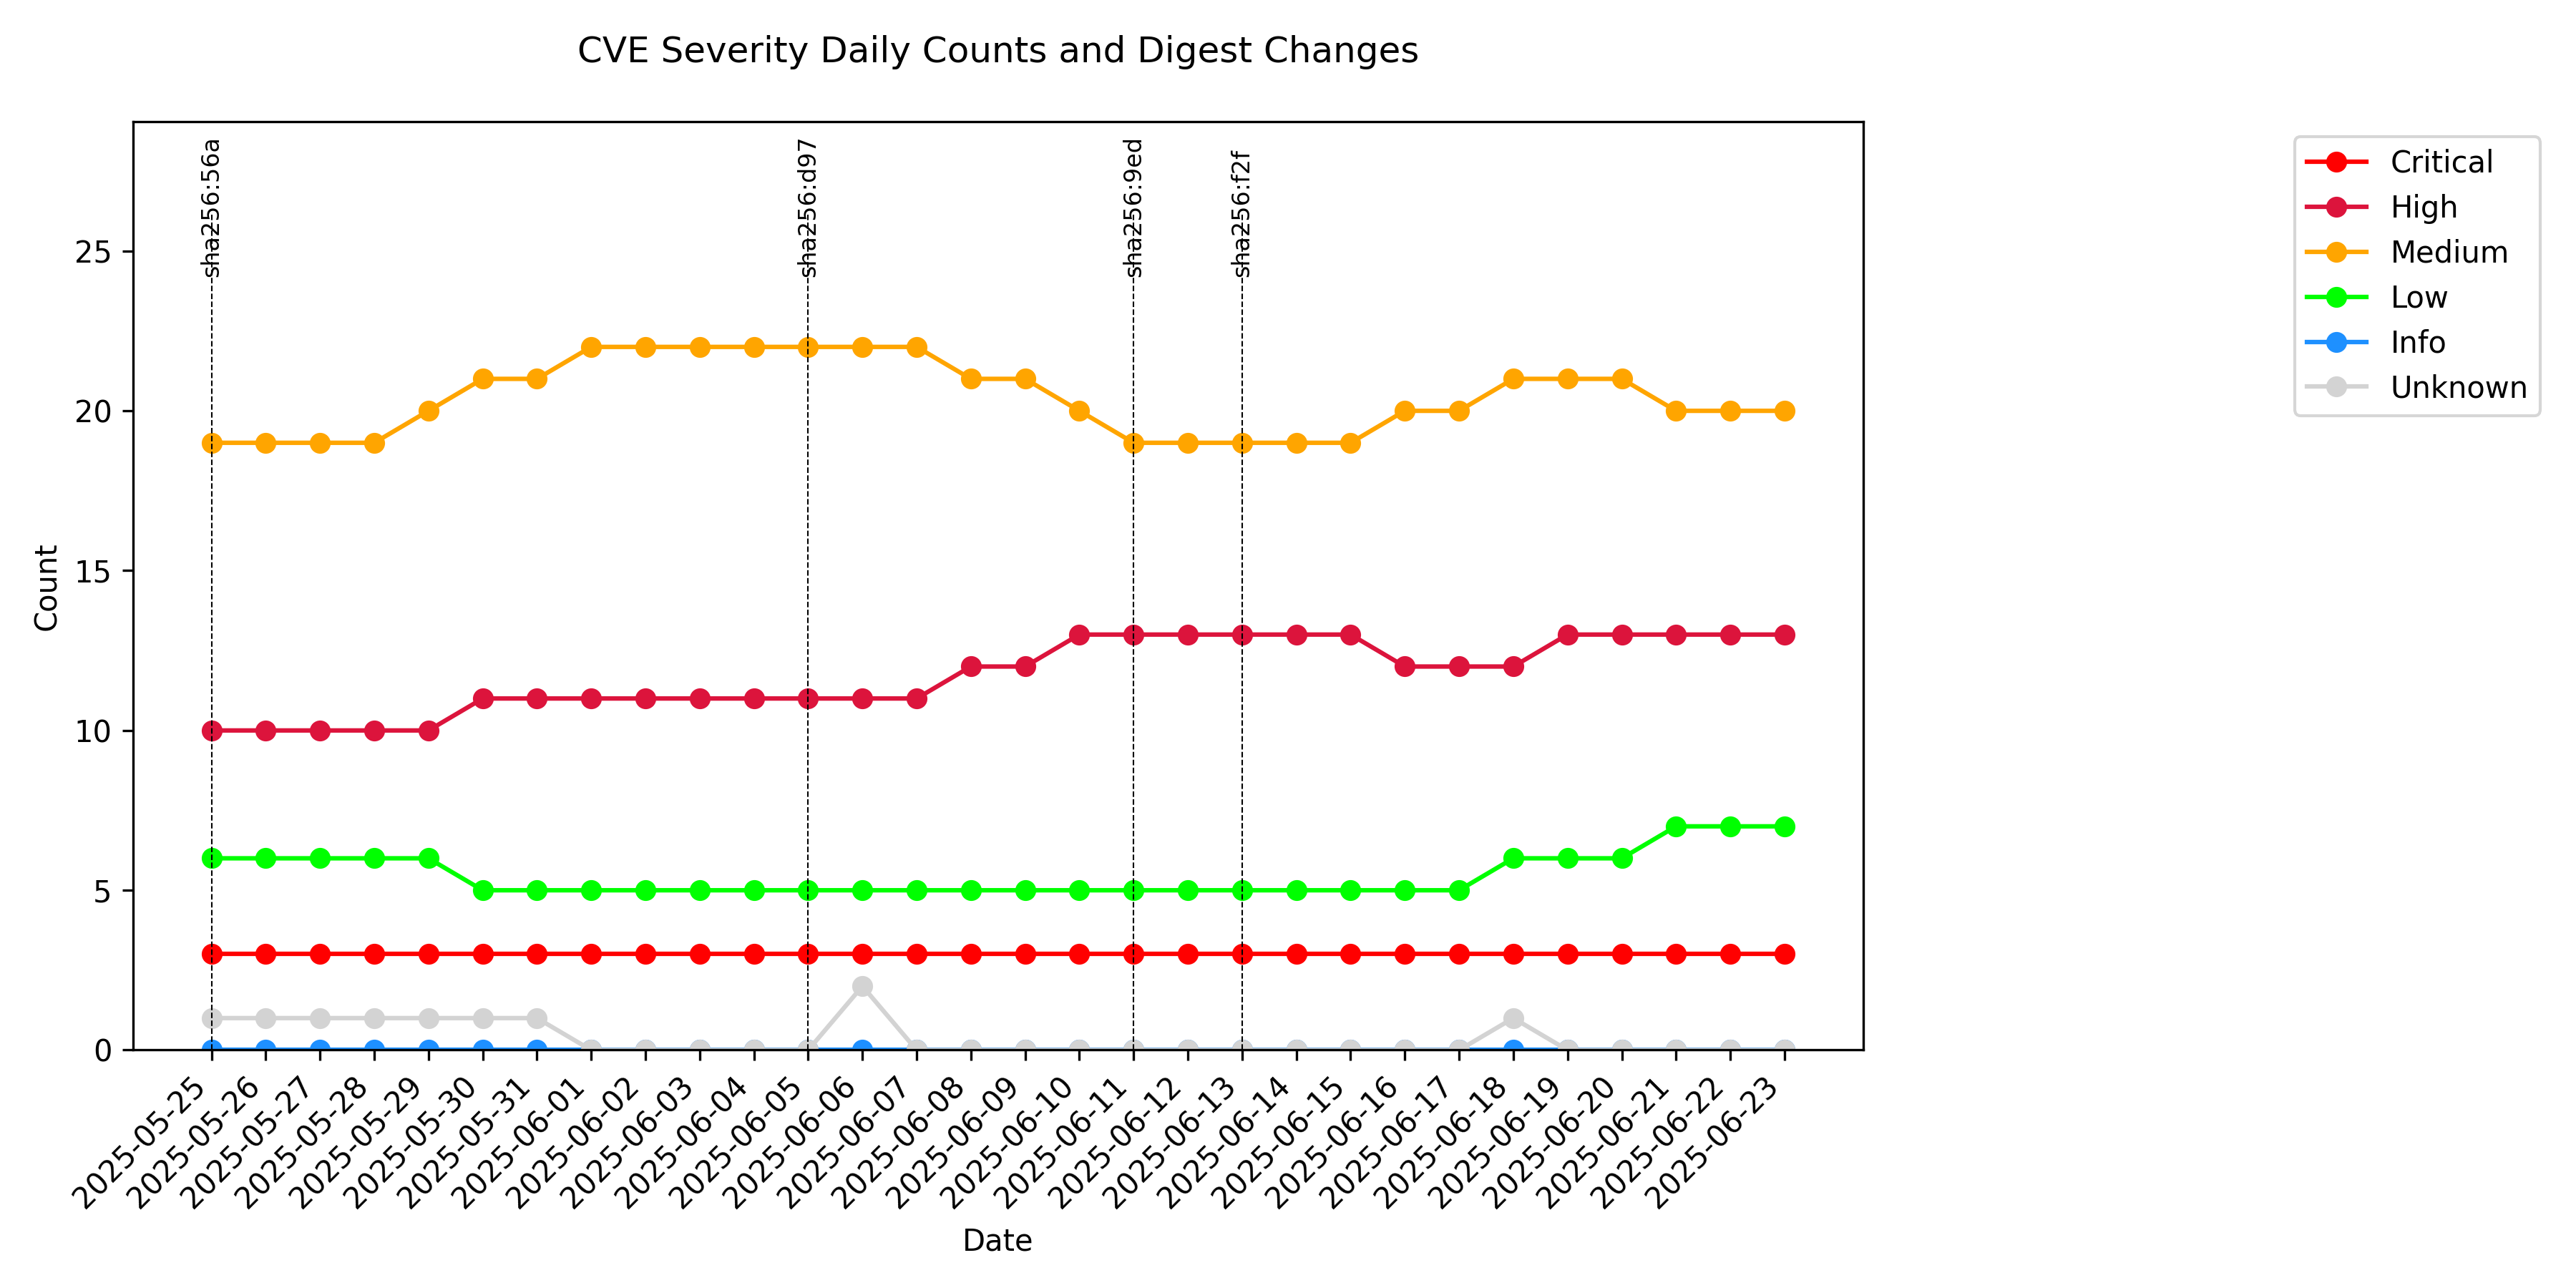 CVE Severity Daily Counts and Digest Changes
sha256:56a
sha256:d97
sha256:9ed
sha256:f2f
Critical
High
Medium
Low
Info
Unknown
Count
25
20
15
10
5
0
2025-05-25
2025-05-26
2025-05-27
2025-05-28
2025-05-29
2025-05-30
2025-05-31
2025-06-01
2025-06-02
2025-06-03
2025-06-04
2025-06-05
2025-06-06
2025-06-07
2025-06-08
2025-06-09
2025-06-10
2025-06-11
2025-06-12
2025-06-13
2025-06-14
2025-06-15
2025-06-16
2025-06-17
2025-06-18
2025-06-19
2025-06-20
2025-06-21
2025-06-22
2025-06-23
Date